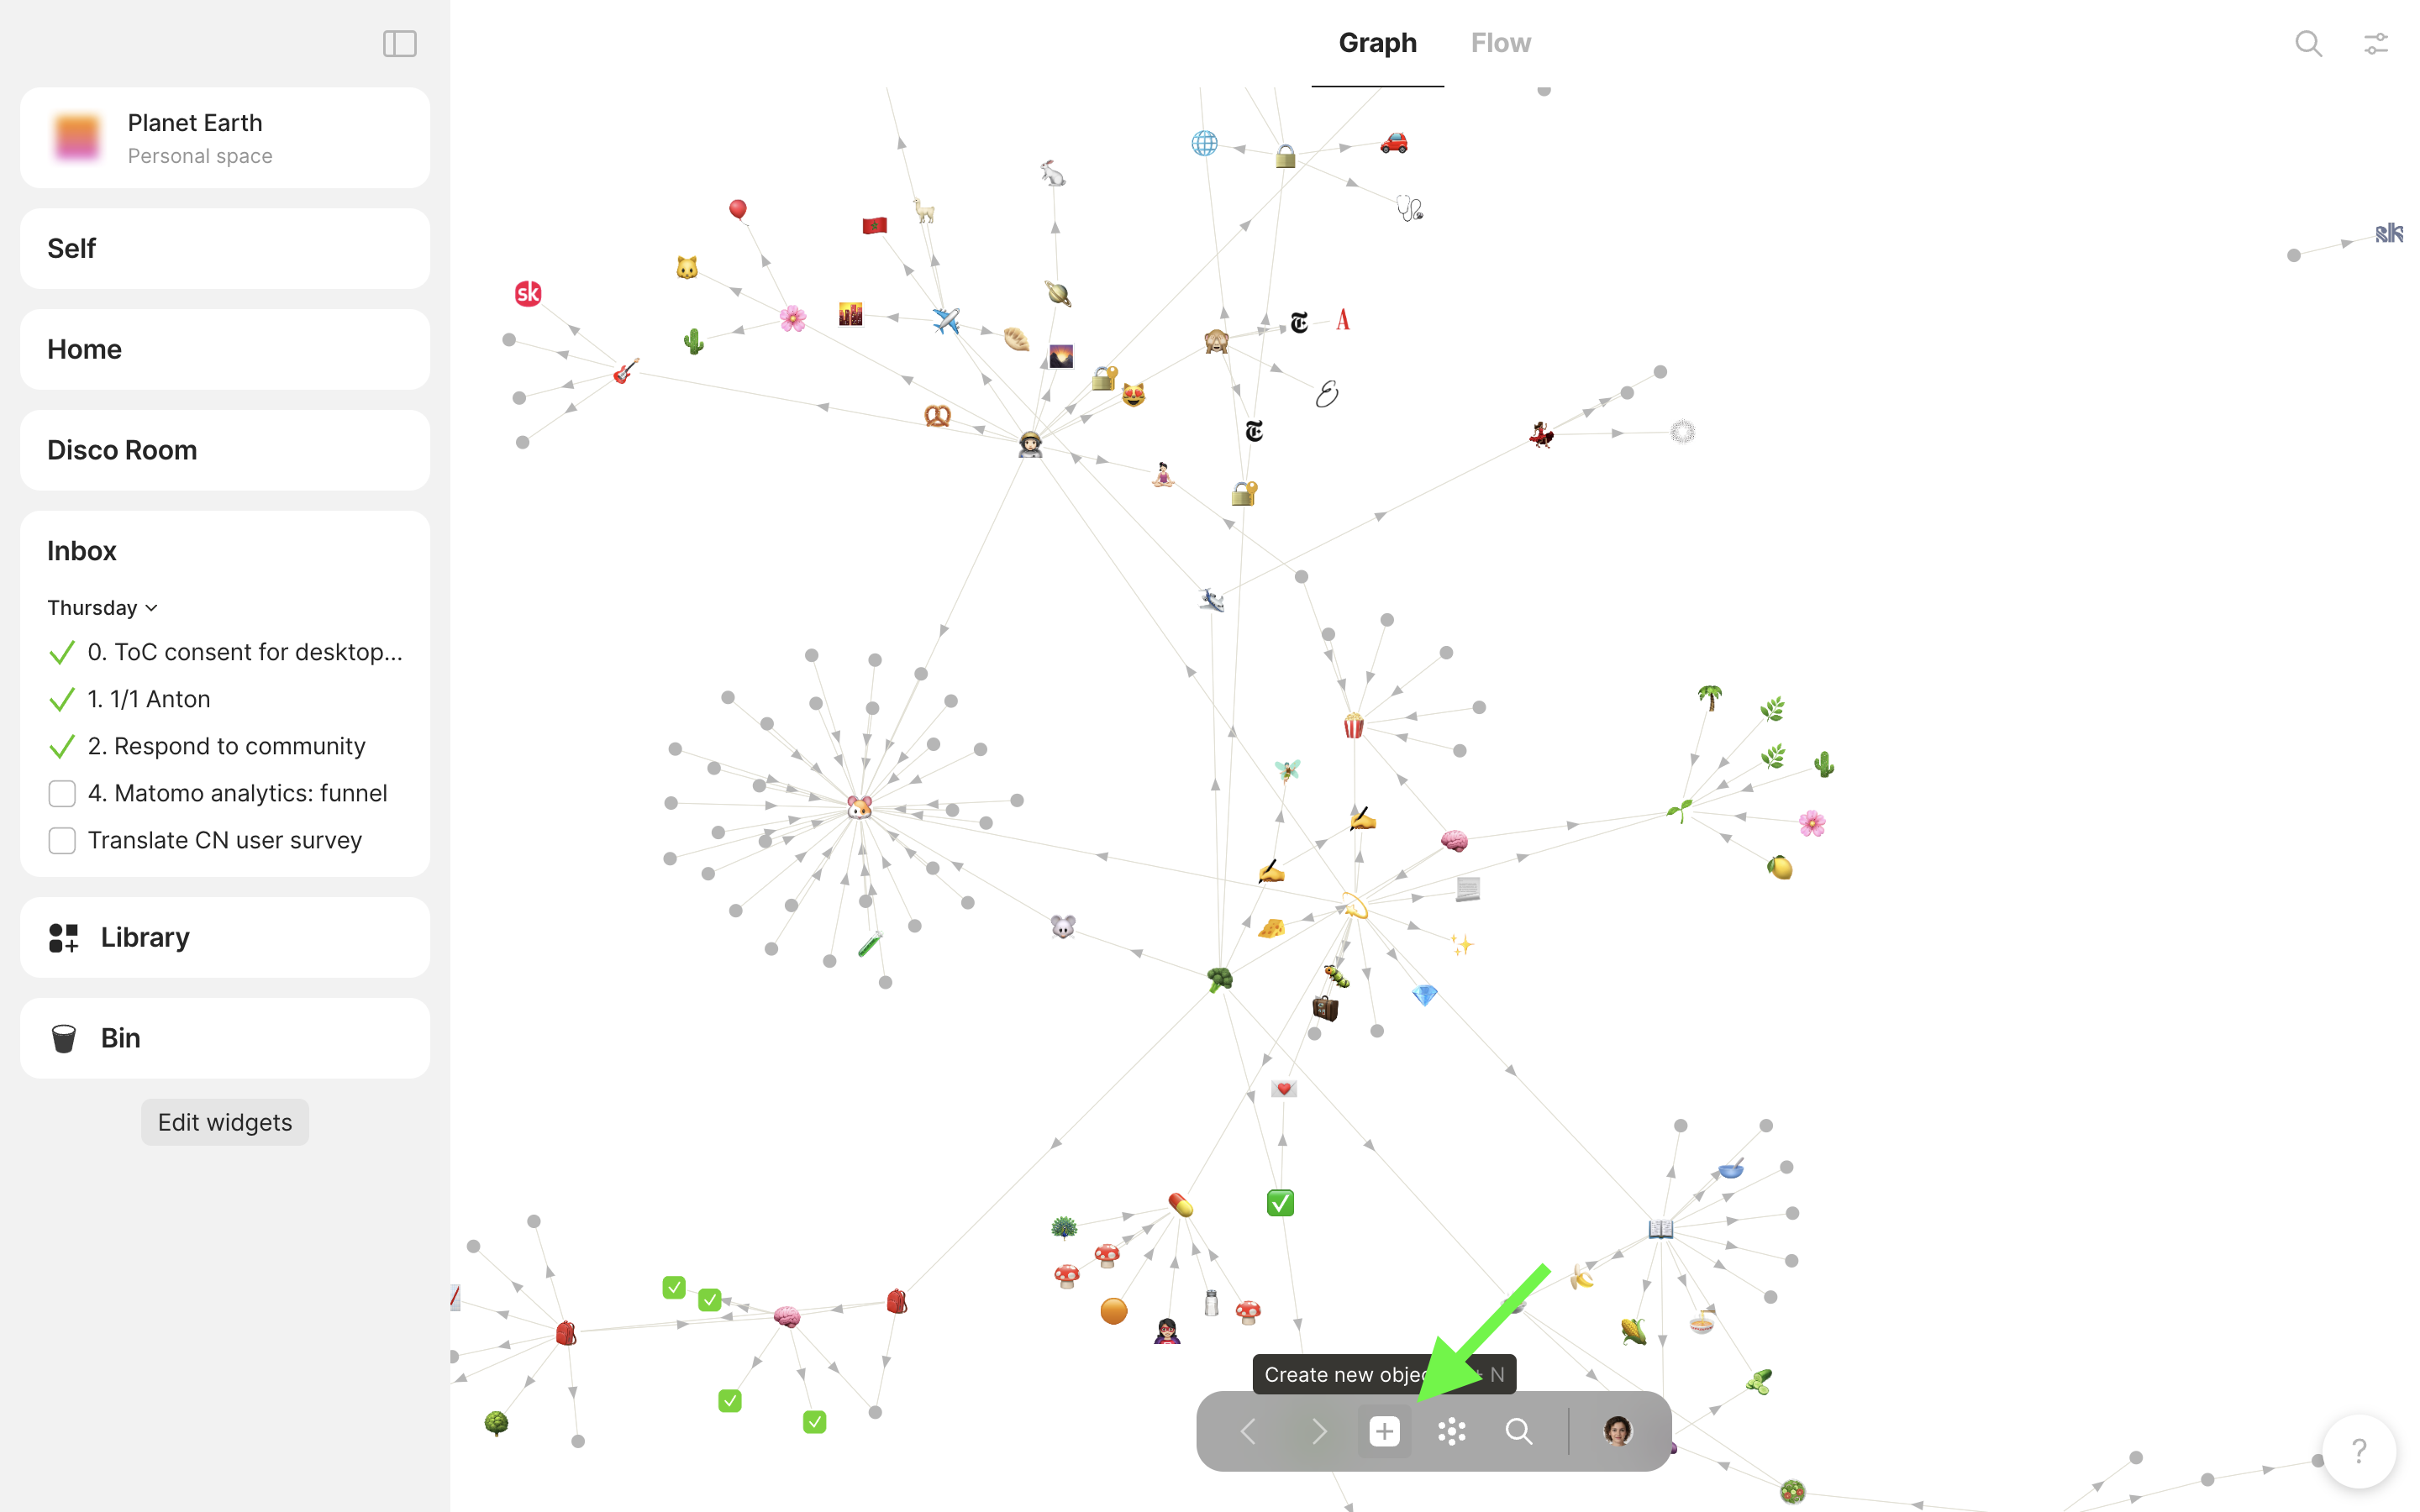 Graph Flow
Planet Earth
Personal space
Self
Home
Disco Room
Inbox
Thursday
0. ToC consent for desktop...
1. 1/1 Anton
2. Respond to community
4. Matomo analytics: funnel
Translate CN user survey
Library
Bin
Edit widgets
sk
slk
A
Create new objec N
?